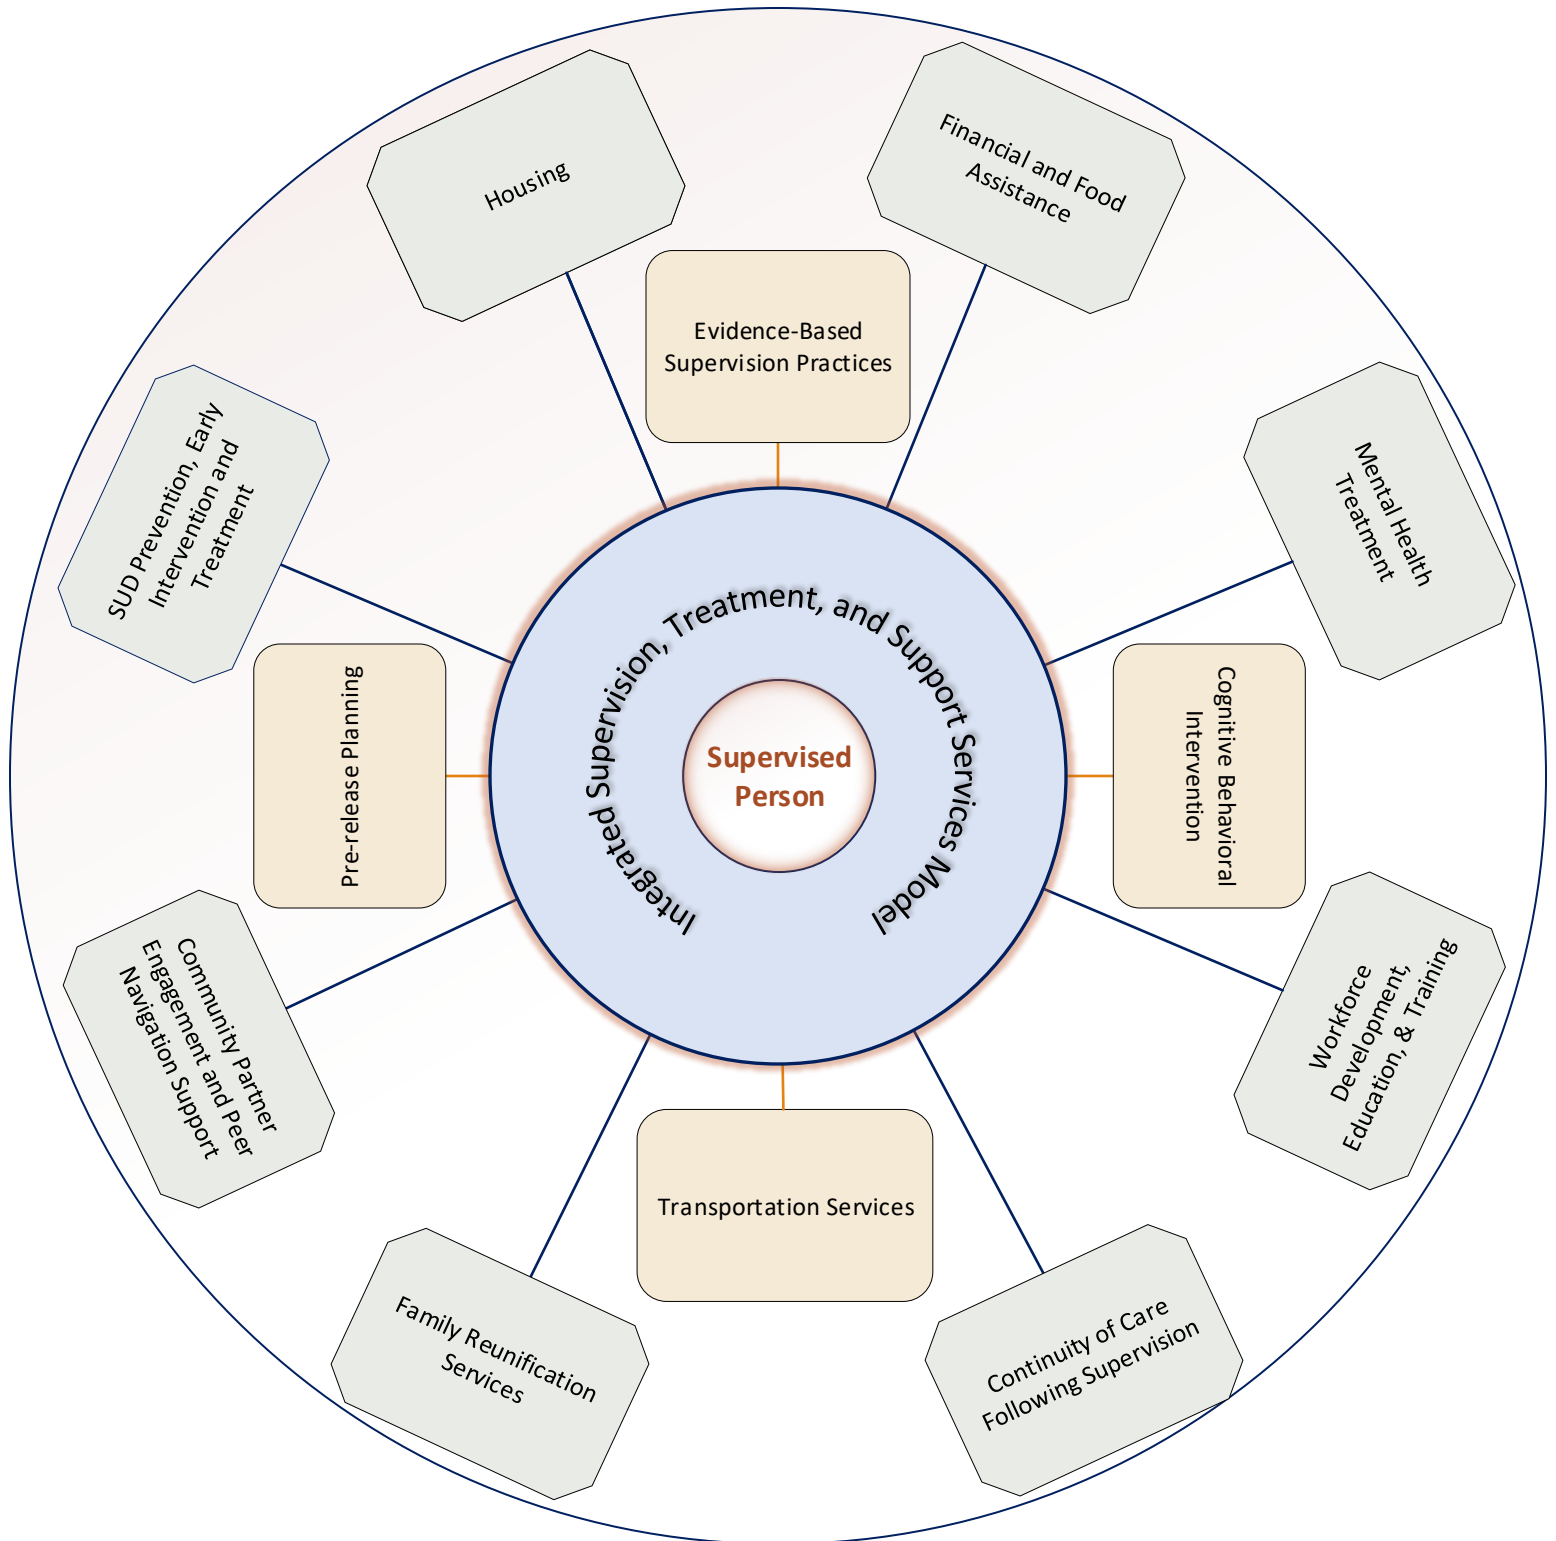 Housing
Financial and Food
Assistance
Evidence-Based
Supervision Practices
SUD Prevention, Early
Intervention and
Treatment
Mental Health
Treatment
Integrated Supervision, Treatment, and Support Services Model
Supervised
Person
Pre-release Planning
Cognitive Behavioral
Intervention
Community Partner
Engagement and Peer
Navigation Support
Workforce
Development,
Education, & Training
Transportation Services
Family Reunification
Services
Continuity of Care
Following Supervision